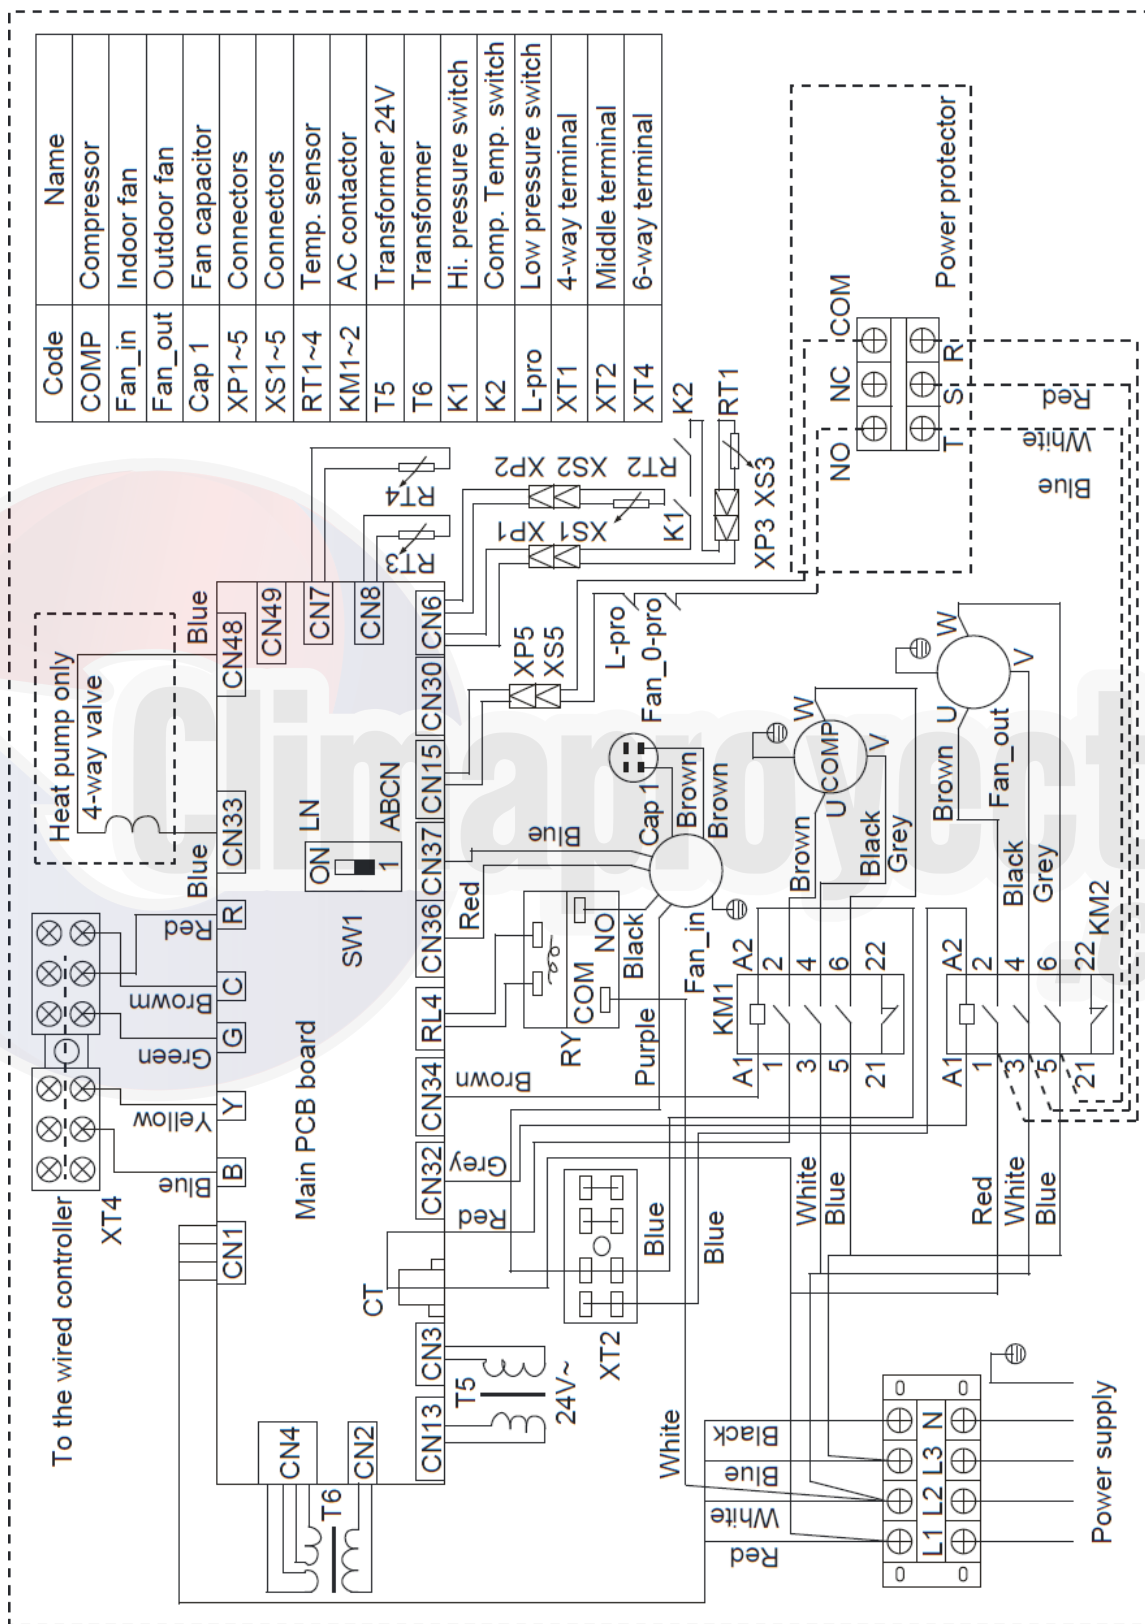 Code Name
COMP Compressor
Fan_in Indoor fan
Fan_out Outdoor fan
Cap 1 Fan capacitor
XP1~5 Connectors
XS1~5 Connectors
RT1~4 Temp. sensor
KM1~2 AC contactor
T5 Transformer 24V
T6 Transformer
K1 Hi. pressure switch
K2 Comp. Temp. switch
L-pro Low pressure switch
XT1 4-way terminal
XT2 Middle terminal
XT4 6-way terminal
To the wired controller
XT4
Heat pump only
4-way valve
Blue
Yellow
Green
Browm
Red
Blue
Blue
CN1
B
Y
G
C
R
CN33
CN48
CN49
CN7
CN8
RT4
RT3
CN4
CN2
T6
Main PCB board
SW1
ON
1
LN
ABCN
CT
CN13
CN3
CN32
CN34
RL4
CN36
CN37
CN15
CN30
CN6
T5
24V~
Red
Grey
Brown
Red
Blue
XP5
XS5
XP1
XS1
XP2
XS2
RT2
K1
K2
RT1
XP3 XS3
L-pro
Fan_0-pro
RY
COM
NO
Black
Purple
Cap 1
Brown
Brown
Fan_in
XT2
Blue
Blue
White
KM1
A1
A2
1
2
3
4
5
6
21
22
White
Blue
Brown
Black
Grey
COMP
U
V
W
KM2
A1
A2
1
2
3
4
5
6
21
22
Red
White
Blue
Brown
Black
Grey
Fan_out
U
V
W
NO NC COM
T S R
Power protector
Blue
White
Red
Red
White
Blue
Black
L1 L2 L3 N
Power supply
Climaproyect